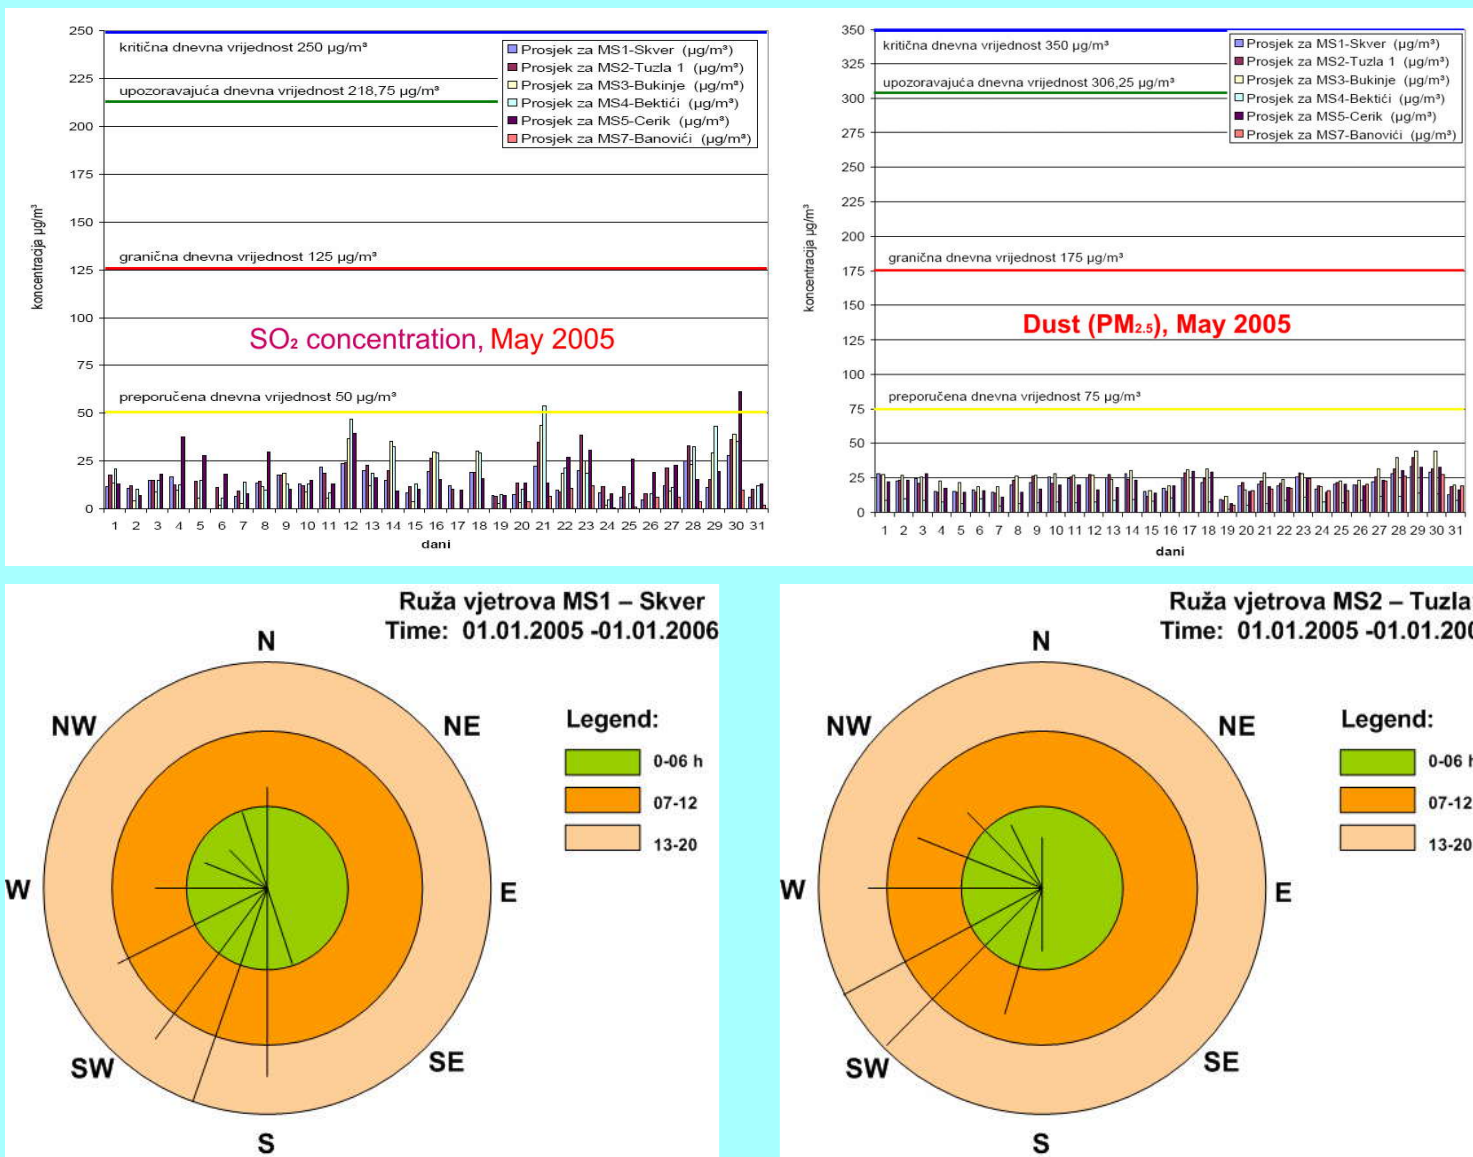 250
225
200
175
150
125
100
75
50
25
0
koncentracija µg/m³
kritična dnevna vrijednost 250 µg/m³
upozoravajuća dnevna vrijednost 218,75 µg/m³
granična dnevna vrijednost 125 µg/m³
preporučena dnevna vrijednost 50 µg/m³
Prosjek za MS1-Skver (µg/m³)
Prosjek za MS2-Tuzla 1 (µg/m³)
Prosjek za MS3-Bukinje (µg/m³)
Prosjek za MS4-Bektići (µg/m³)
Prosjek za MS5-Cerik (µg/m³)
Prosjek za MS7-Banovići (µg/m³)
SO₂ concentration, May 2005
1 2 3 4 5 6 7 8 9 10 11 12 13 14 15 16 17 18 19 20 21 22 23 24 25 26 27 28 29 30 31
dani
350
325
300
275
250
225
200
175
150
125
100
75
50
25
0
koncentracija µg/m³
kritična dnevna vrijednost 350 µg/m³
upozoravajuća dnevna vrijednost 306,25 µg/m³
granična dnevna vrijednost 175 µg/m³
preporučena dnevna vrijednost 75 µg/m³
Prosjek za MS1-Skver (µg/m³)
Prosjek za MS2-Tuzla 1 (µg/m³)
Prosjek za MS3-Bukinje (µg/m³)
Prosjek za MS4-Bektići (µg/m³)
Prosjek za MS5-Cerik (µg/m³)
Prosjek za MS7-Banovići (µg/m³)
Dust (PM₂.₅), May 2005
1 2 3 4 5 6 7 8 9 10 11 12 13 14 15 16 17 18 19 20 21 22 23 24 25 26 27 28 29 30 31
dani
Ruža vjetrova MS1 – Skver
Time: 01.01.2005 -01.01.2006
N
NW
NE
W
E
SW
SE
S
Legend:
0-06 h
07-12
13-20
Ruža vjetrova MS2 – Tuzla
Time: 01.01.2005 -01.01.200
N
NW
NE
W
E
SW
SE
S
Legend:
0-06 h
07-12
13-20